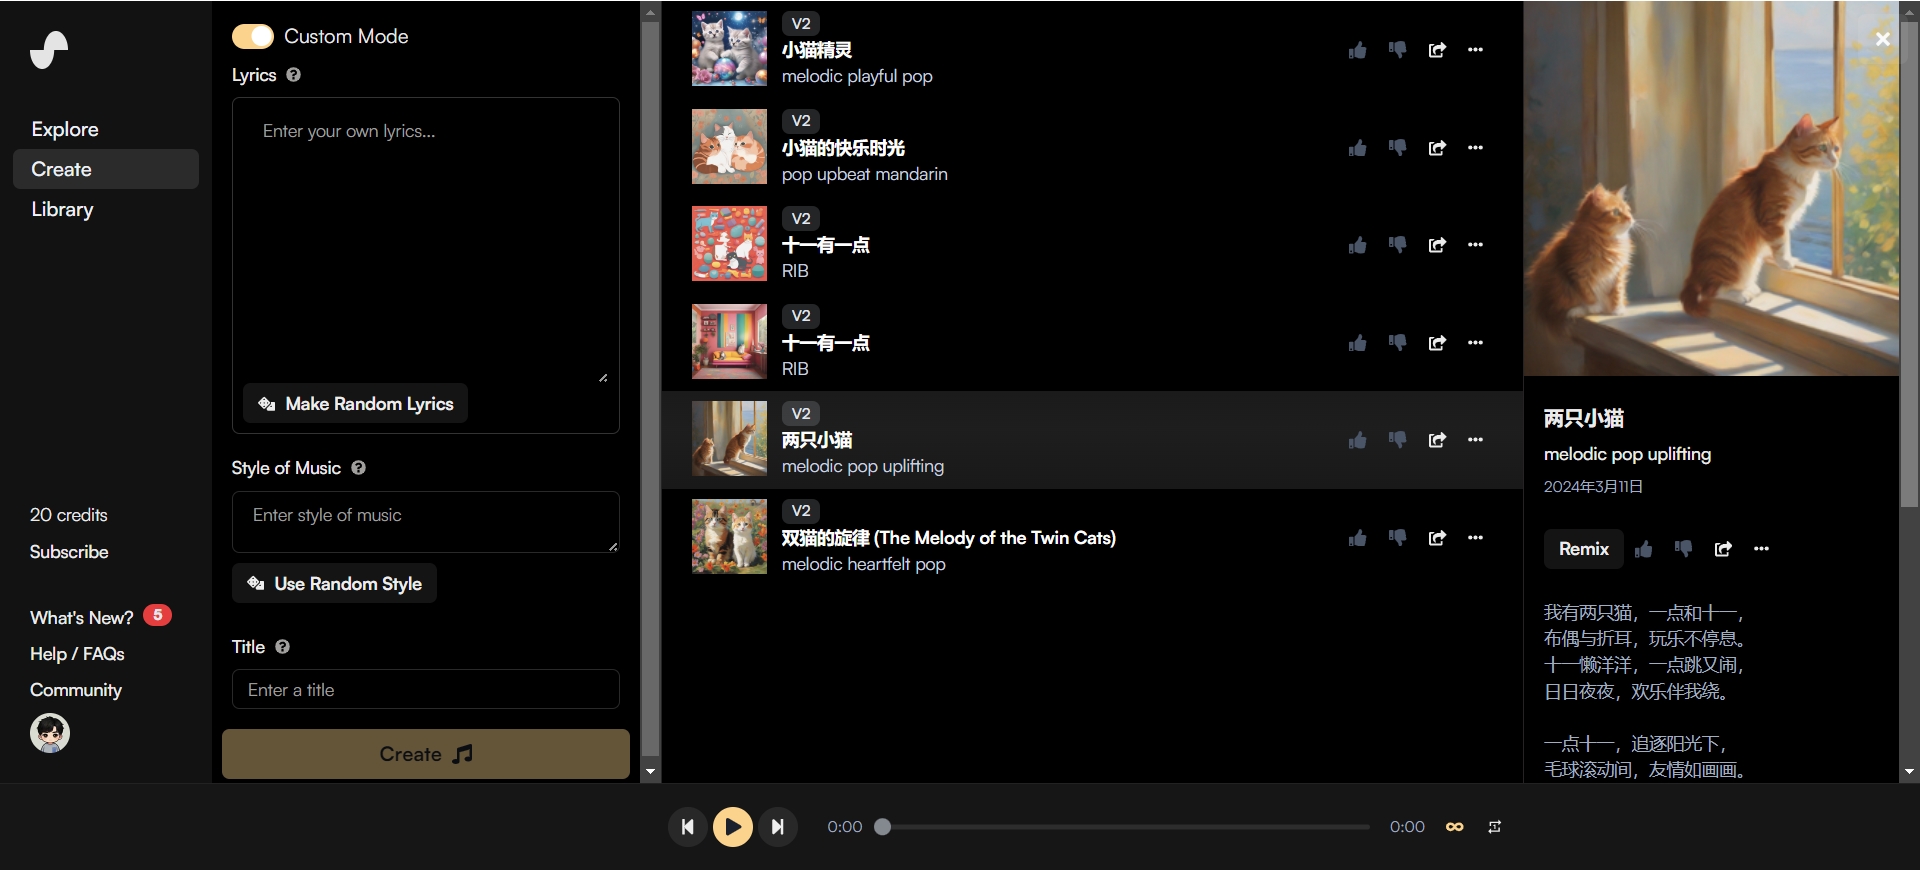 Explore
Create
Library
20 credits
Subscribe
What's New? 5
Help / FAQs
Community
Custom Mode
Lyrics
Enter your own lyrics...
Make Random Lyrics
Style of Music
Enter style of music
Use Random Style
Title
Enter a title
Create
V2
小猫精灵
melodic playful pop
V2
小猫的快乐时光
pop upbeat mandarin
V2
十一有一点
RIB
V2
十一有一点
RIB
V2
两只小猫
melodic pop uplifting
V2
双猫的旋律 (The Melody of the Twin Cats)
melodic heartfelt pop
两只小猫
melodic pop uplifting
2024年3月11日
Remix
我有两只猫，一点和十一，
布偶与折耳，玩乐不停息。
十一懒洋洋，一点跳又闹，
日日夜夜，欢乐伴我绕。
一点十一，追逐阳光下，
毛球滚动间，友情如画画。
0:00
0:00